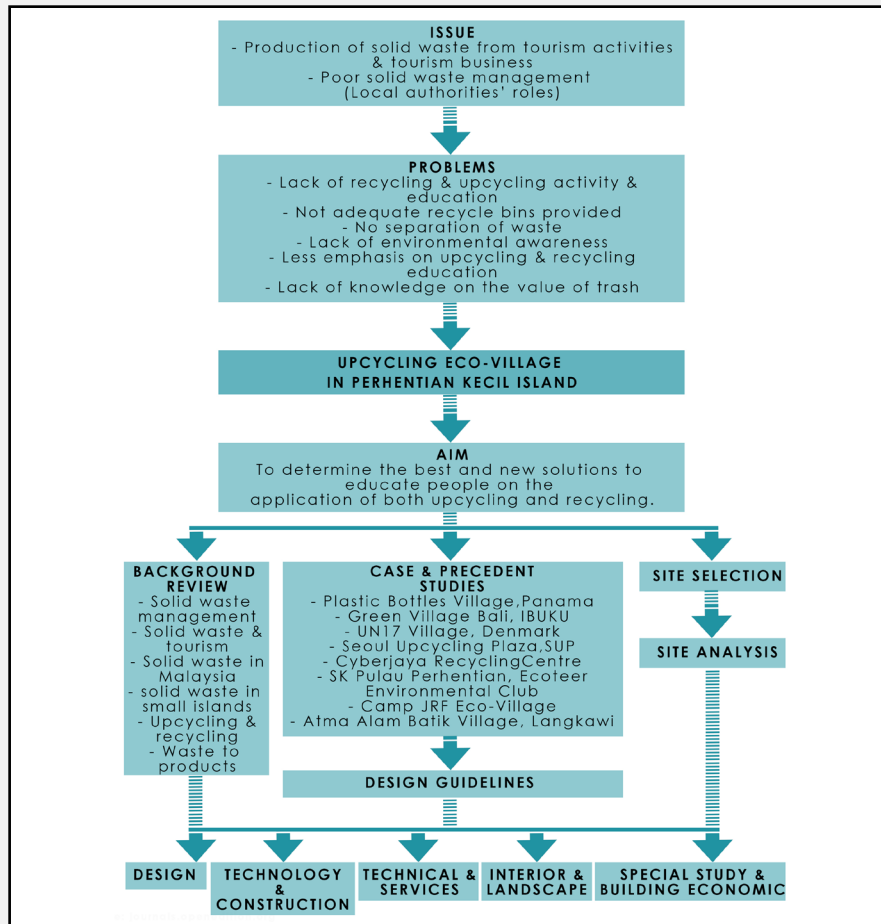 ISSUE
- Production of solid waste from tourism activities
& tourism business
- Poor solid waste management
(Local authorities' roles)
PROBLEMS
- Lack of recycling & upcycling activity &
education
- Not adequate recycle bins provided
- No separation of waste
- Lack of environmental awareness
- Less emphasis on upcycling & recycling
education
- Lack of knowledge on the value of trash
UPCYCLING ECO-VILLAGE
IN PERHENTIAN KECIL ISLAND
AIM
To determine the best and new solutions to
educate people on the
application of both upcycling and recycling.
BACKGROUND
REVIEW
- Solid waste
management
- Solid waste &
tourism
- Solid waste in
Malaysia
- solid waste in
small islands
- Upcycling &
recycling
- Waste to
products
CASE & PRECEDENT
STUDIES
- Plastic Bottles Village,Panama
- Green Village Bali, IBUKU
- UN17 Village, Denmark
- Seoul Upcycling Plaza,SUP
- Cyberjaya RecyclingCentre
- SK Pulau Perhentian, Ecoteer
Environmental Club
- Camp JRF Eco-Village
- Atma Alam Batik Village, Langkawi
DESIGN GUIDELINES
SITE SELECTION
SITE ANALYSIS
DESIGN
TECHNOLOGY
&
CONSTRUCTION
TECHNICAL &
SERVICES
INTERIOR &
LANDSCAPE
SPECIAL STUDY &
BUILDING ECONOMIC